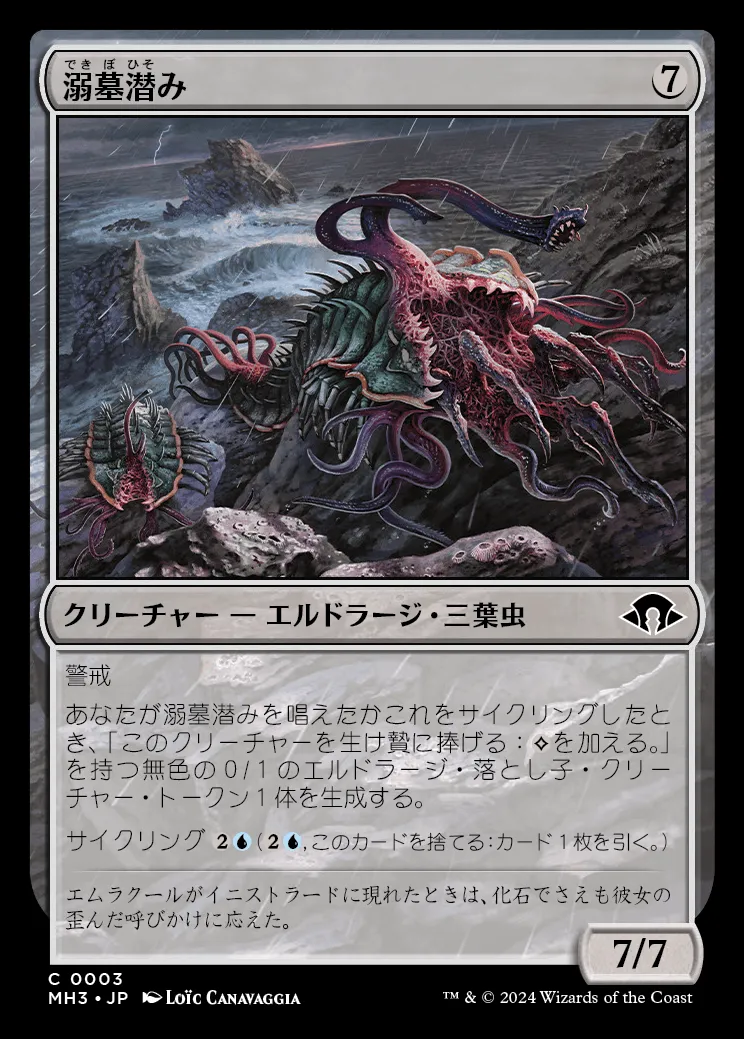 でき ぼ ひそ
溺墓潜み
7
クリーチャー — エルドラージ・三葉虫
警戒
あなたが溺墓潜みを唱えたかこれをサイクリングしたと
き、「このクリーチャーを生け贄に捧げる：◇を加える。」
を持つ無色の0/1のエルドラージ・落とし子・クリー
チャー・トークン1体を生成する。
サイクリング 2💧（2💧,このカードを捨てる：カード1枚を引く。）
エムラクールがイニストラードに現れたときは、化石でさえも彼女の
歪んだ呼びかけに応えた。
7/7
C 0003
MH3 • JP Loïc Canavaggia
™ & © 2024 Wizards of the Coast